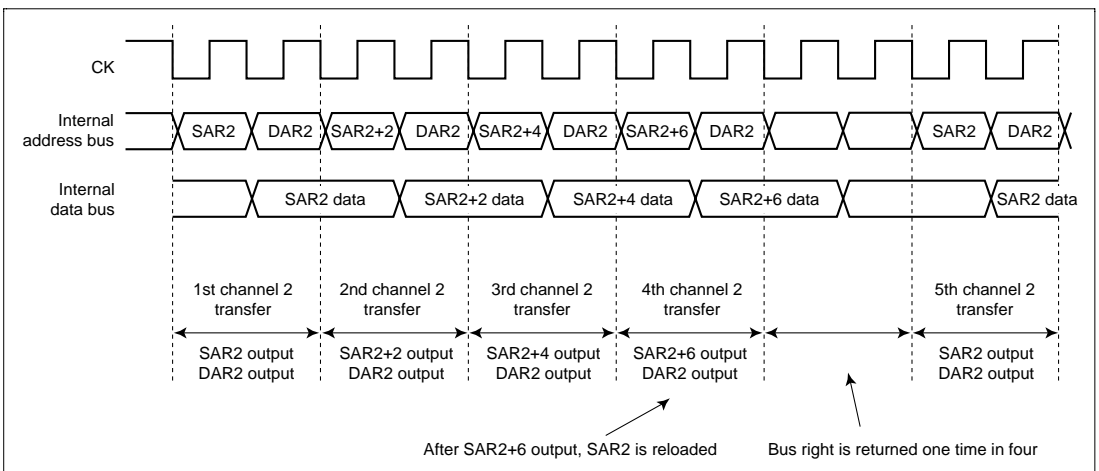 CK
Internal
address bus
SAR2 DAR2 SAR2+2 DAR2 SAR2+4 DAR2 SAR2+6 DAR2 SAR2 DAR2
Internal
data bus
SAR2 data SAR2+2 data SAR2+4 data SAR2+6 data SAR2 data
1st channel 2
transfer
2nd channel 2
transfer
3rd channel 2
transfer
4th channel 2
transfer
5th channel 2
transfer
SAR2 output
DAR2 output
SAR2+2 output
DAR2 output
SAR2+4 output
DAR2 output
SAR2+6 output
DAR2 output
SAR2 output
DAR2 output
After SAR2+6 output, SAR2 is reloaded
Bus right is returned one time in four